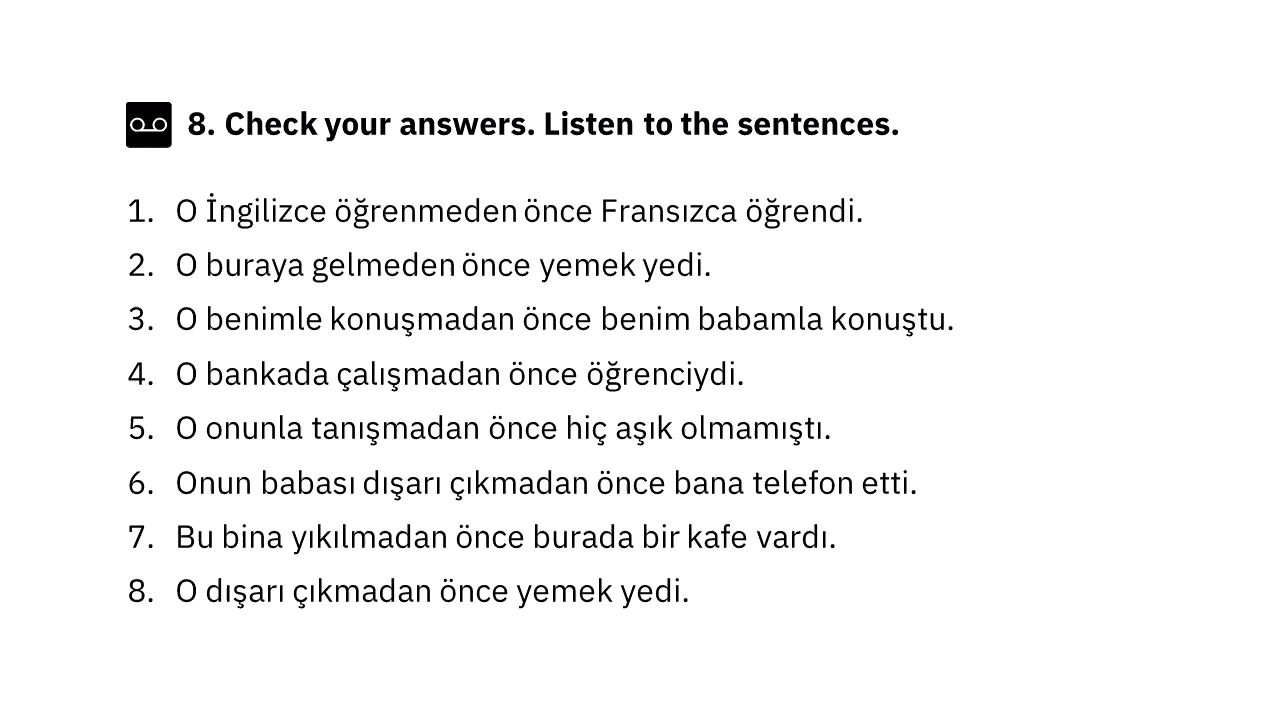 8. Check your answers. Listen to the sentences.
1. O İngilizce öğrenmeden önce Fransızca öğrendi.
2. O buraya gelmeden önce yemek yedi.
3. O benimle konuşmadan önce benim babamla konuştu.
4. O bankada çalışmadan önce öğrenciydi.
5. O onunla tanışmadan önce hiç aşık olmamıştı.
6. Onun babası dışarı çıkmadan önce bana telefon etti.
7. Bu bina yıkılmadan önce burada bir kafe vardı.
8. O dışarı çıkmadan önce yemek yedi.